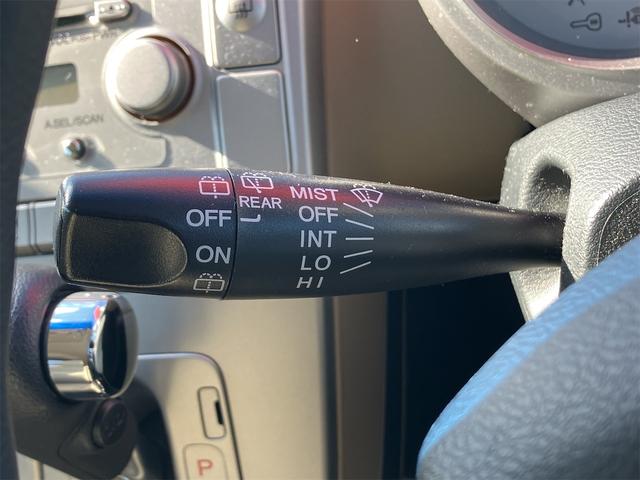 A.SEL/SCAN
OFF
ON
REAR
MIST
OFF
INT
LO
HI
P